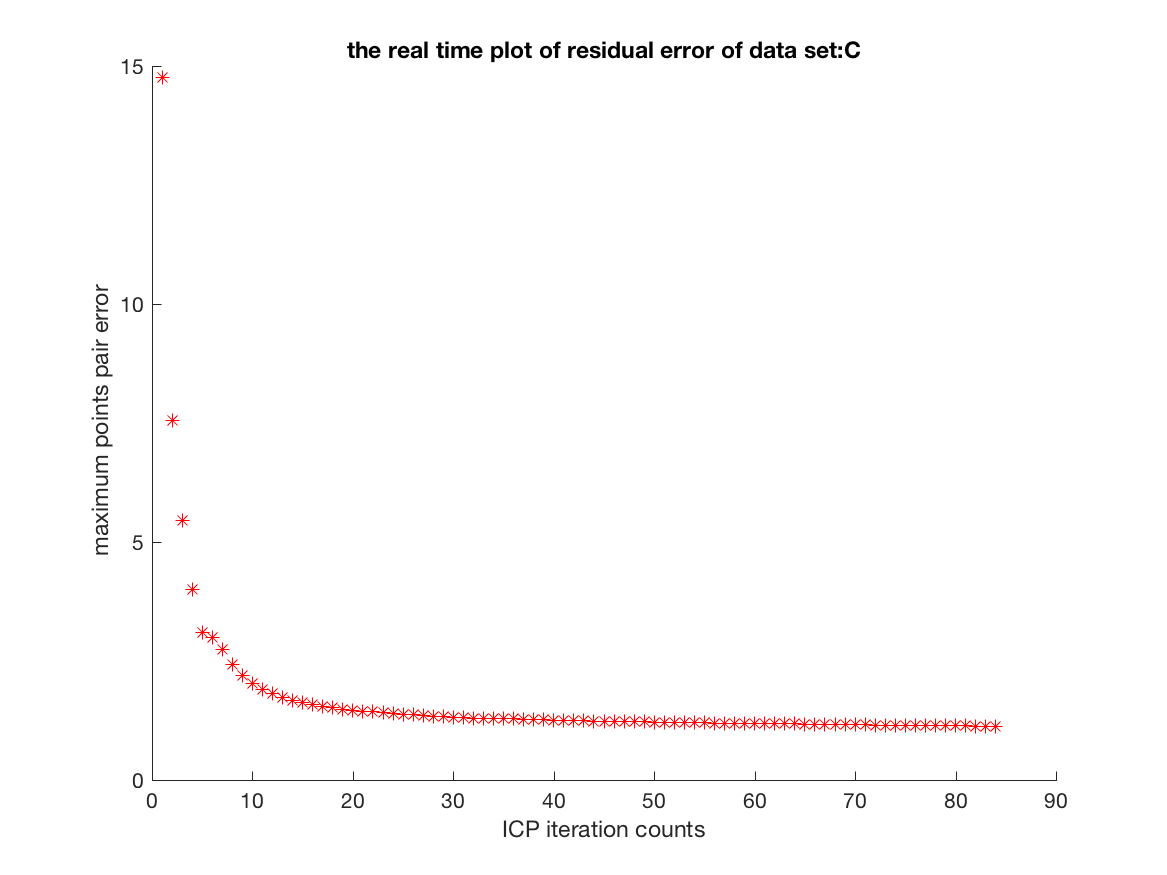 the real time plot of residual error of data set:C
15
10
5
0
maximum points pair error
0 10 20 30 40 50 60 70 80 90
ICP iteration counts